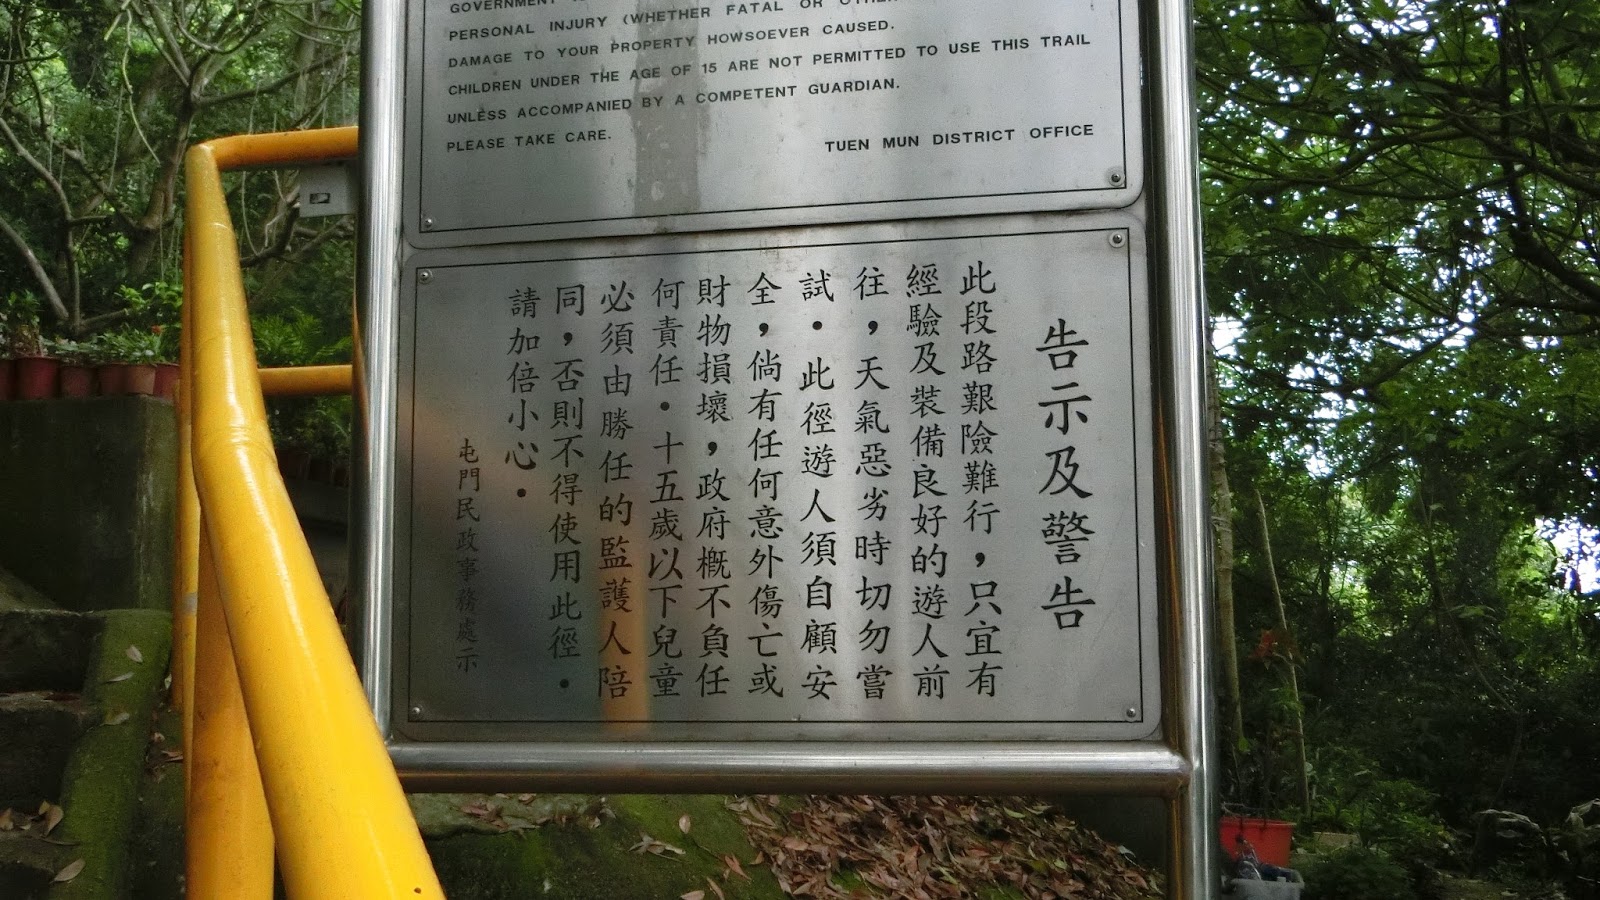 GOVERNMENT
PERSONAL INJURY (WHETHER FATAL OR
DAMAGE TO YOUR PROPERTY HOWSOEVER CAUSED.
CHILDREN UNDER THE AGE OF 15 ARE NOT PERMITTED TO USE THIS TRAIL
UNLESS ACCOMPANIED BY A COMPETENT GUARDIAN.
PLEASE TAKE CARE.
TUEN MUN DISTRICT OFFICE
告示及警告
此段路艱險難行，只宜有
經驗及裝備良好的遊人前
往，天氣惡劣時切勿嘗
試．此徑遊人須自顧安
全，倘有任何意外傷亡或
財物損壞，政府概不負任
何責任．十五歲以下兒童
必須由勝任的監護人陪
同，否則不得使用此徑．
請加倍小心．
屯門民政事務處示